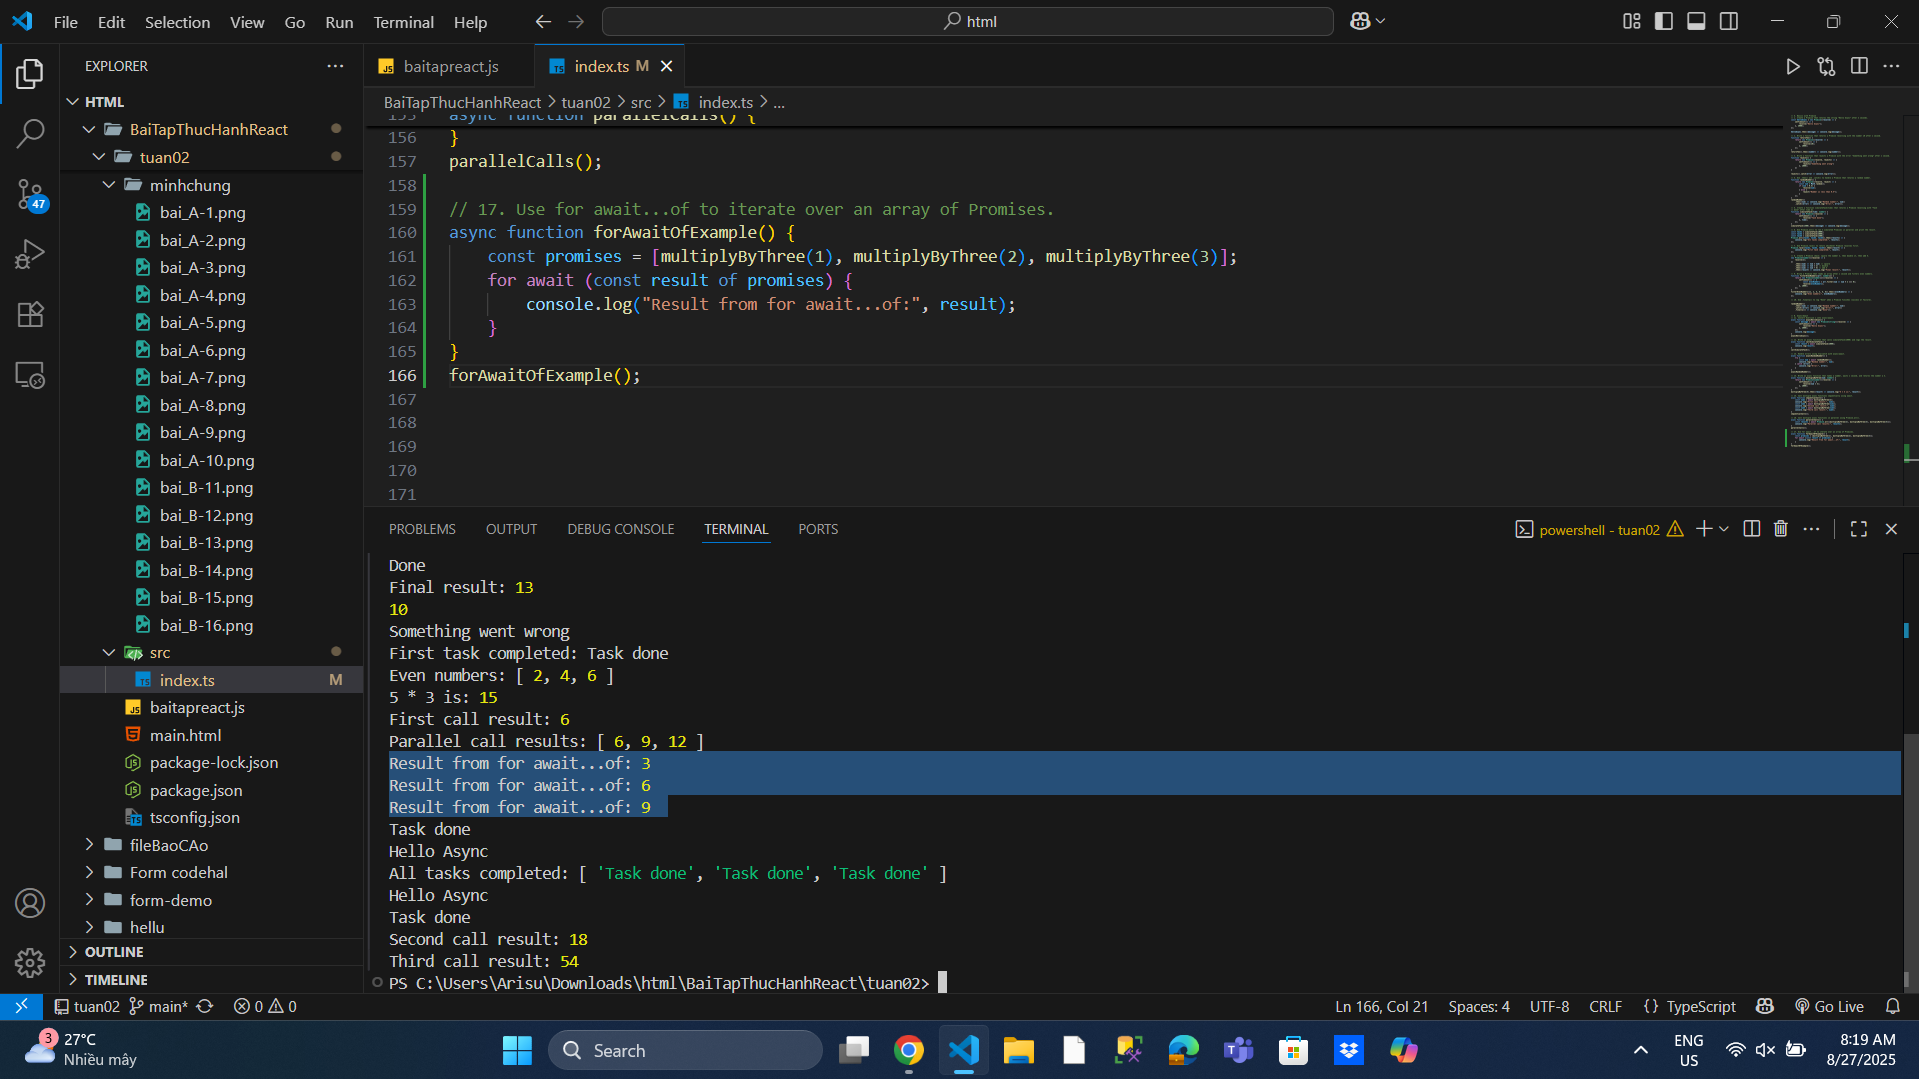 File Edit Selection View Go Run Terminal Help
html
EXPLORER
HTML
BaiTapThucHanhReact
tuan02
minhchung
bai_A-1.png
bai_A-2.png
bai_A-3.png
bai_A-4.png
bai_A-5.png
bai_A-6.png
bai_A-7.png
bai_A-8.png
bai_A-9.png
bai_A-10.png
bai_B-11.png
bai_B-12.png
bai_B-13.png
bai_B-14.png
bai_B-15.png
bai_B-16.png
src
index.ts M
baitapreact.js
main.html
package-lock.json
package.json
tsconfig.json
fileBaoCAo
Form codehal
form-demo
hellu
OUTLINE
TIMELINE
47
baitapreact.js
index.ts M
BaiTapThucHanhReact > tuan02 > src > index.ts > ...
155 async function parallelCalls() {
156 }
157 parallelCalls();
158
159 // 17. Use for await...of to iterate over an array of Promises.
160 async function forAwaitOfExample() {
161 const promises = [multiplyByThree(1), multiplyByThree(2), multiplyByThree(3)];
162 for await (const result of promises) {
163 console.log("Result from for await...of:", result);
164 }
165 }
166 forAwaitOfExample();
167
168
169
170
171
PROBLEMS OUTPUT DEBUG CONSOLE TERMINAL PORTS
powershell - tuan02
Done
Final result: 13
10
Something went wrong
First task completed: Task done
Even numbers: [ 2, 4, 6 ]
5 * 3 is: 15
First call result: 6
Parallel call results: [ 6, 9, 12 ]
Result from for await...of: 3
Result from for await...of: 6
Result from for await...of: 9
Task done
Hello Async
All tasks completed: [ 'Task done', 'Task done', 'Task done' ]
Hello Async
Task done
Second call result: 18
Third call result: 54
PS C:\Users\Arisu\Downloads\html\BaiTapThucHanhReact\tuan02>
tuan02 main* 0 0
Ln 166, Col 21 Spaces: 4 UTF-8 CRLF {} TypeScript Go Live
3
27°C
Nhiều mây
Search
ENG
US
8:19 AM
8/27/2025